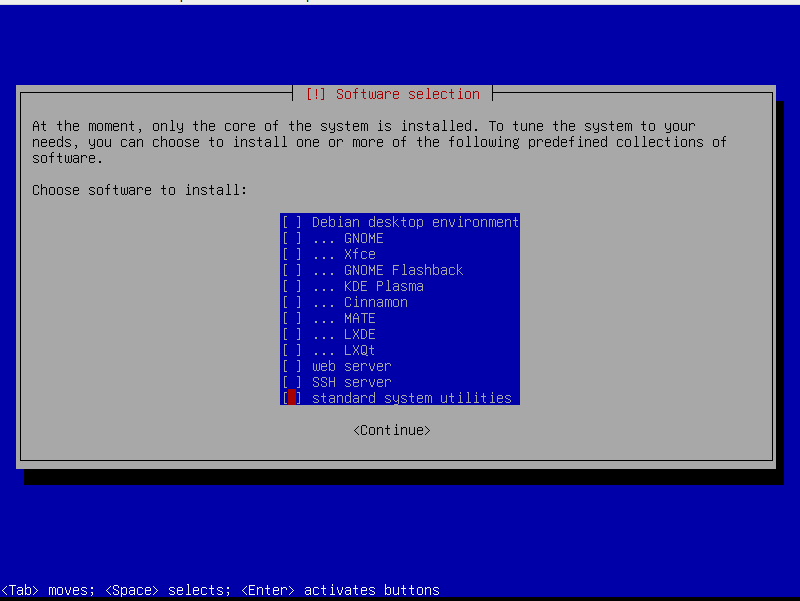 [!] Software selection
At the moment, only the core of the system is installed. To tune the system to your
needs, you can choose to install one or more of the following predefined collections of
software.
Choose software to install:
[ ] Debian desktop environment
[ ] ... GNOME
[ ] ... Xfce
[ ] ... GNOME Flashback
[ ] ... KDE Plasma
[ ] ... Cinnamon
[ ] ... MATE
[ ] ... LXDE
[ ] ... LXQt
[ ] web server
[ ] SSH server
[ ] standard system utilities
<Continue>
<Tab> moves; <Space> selects; <Enter> activates buttons